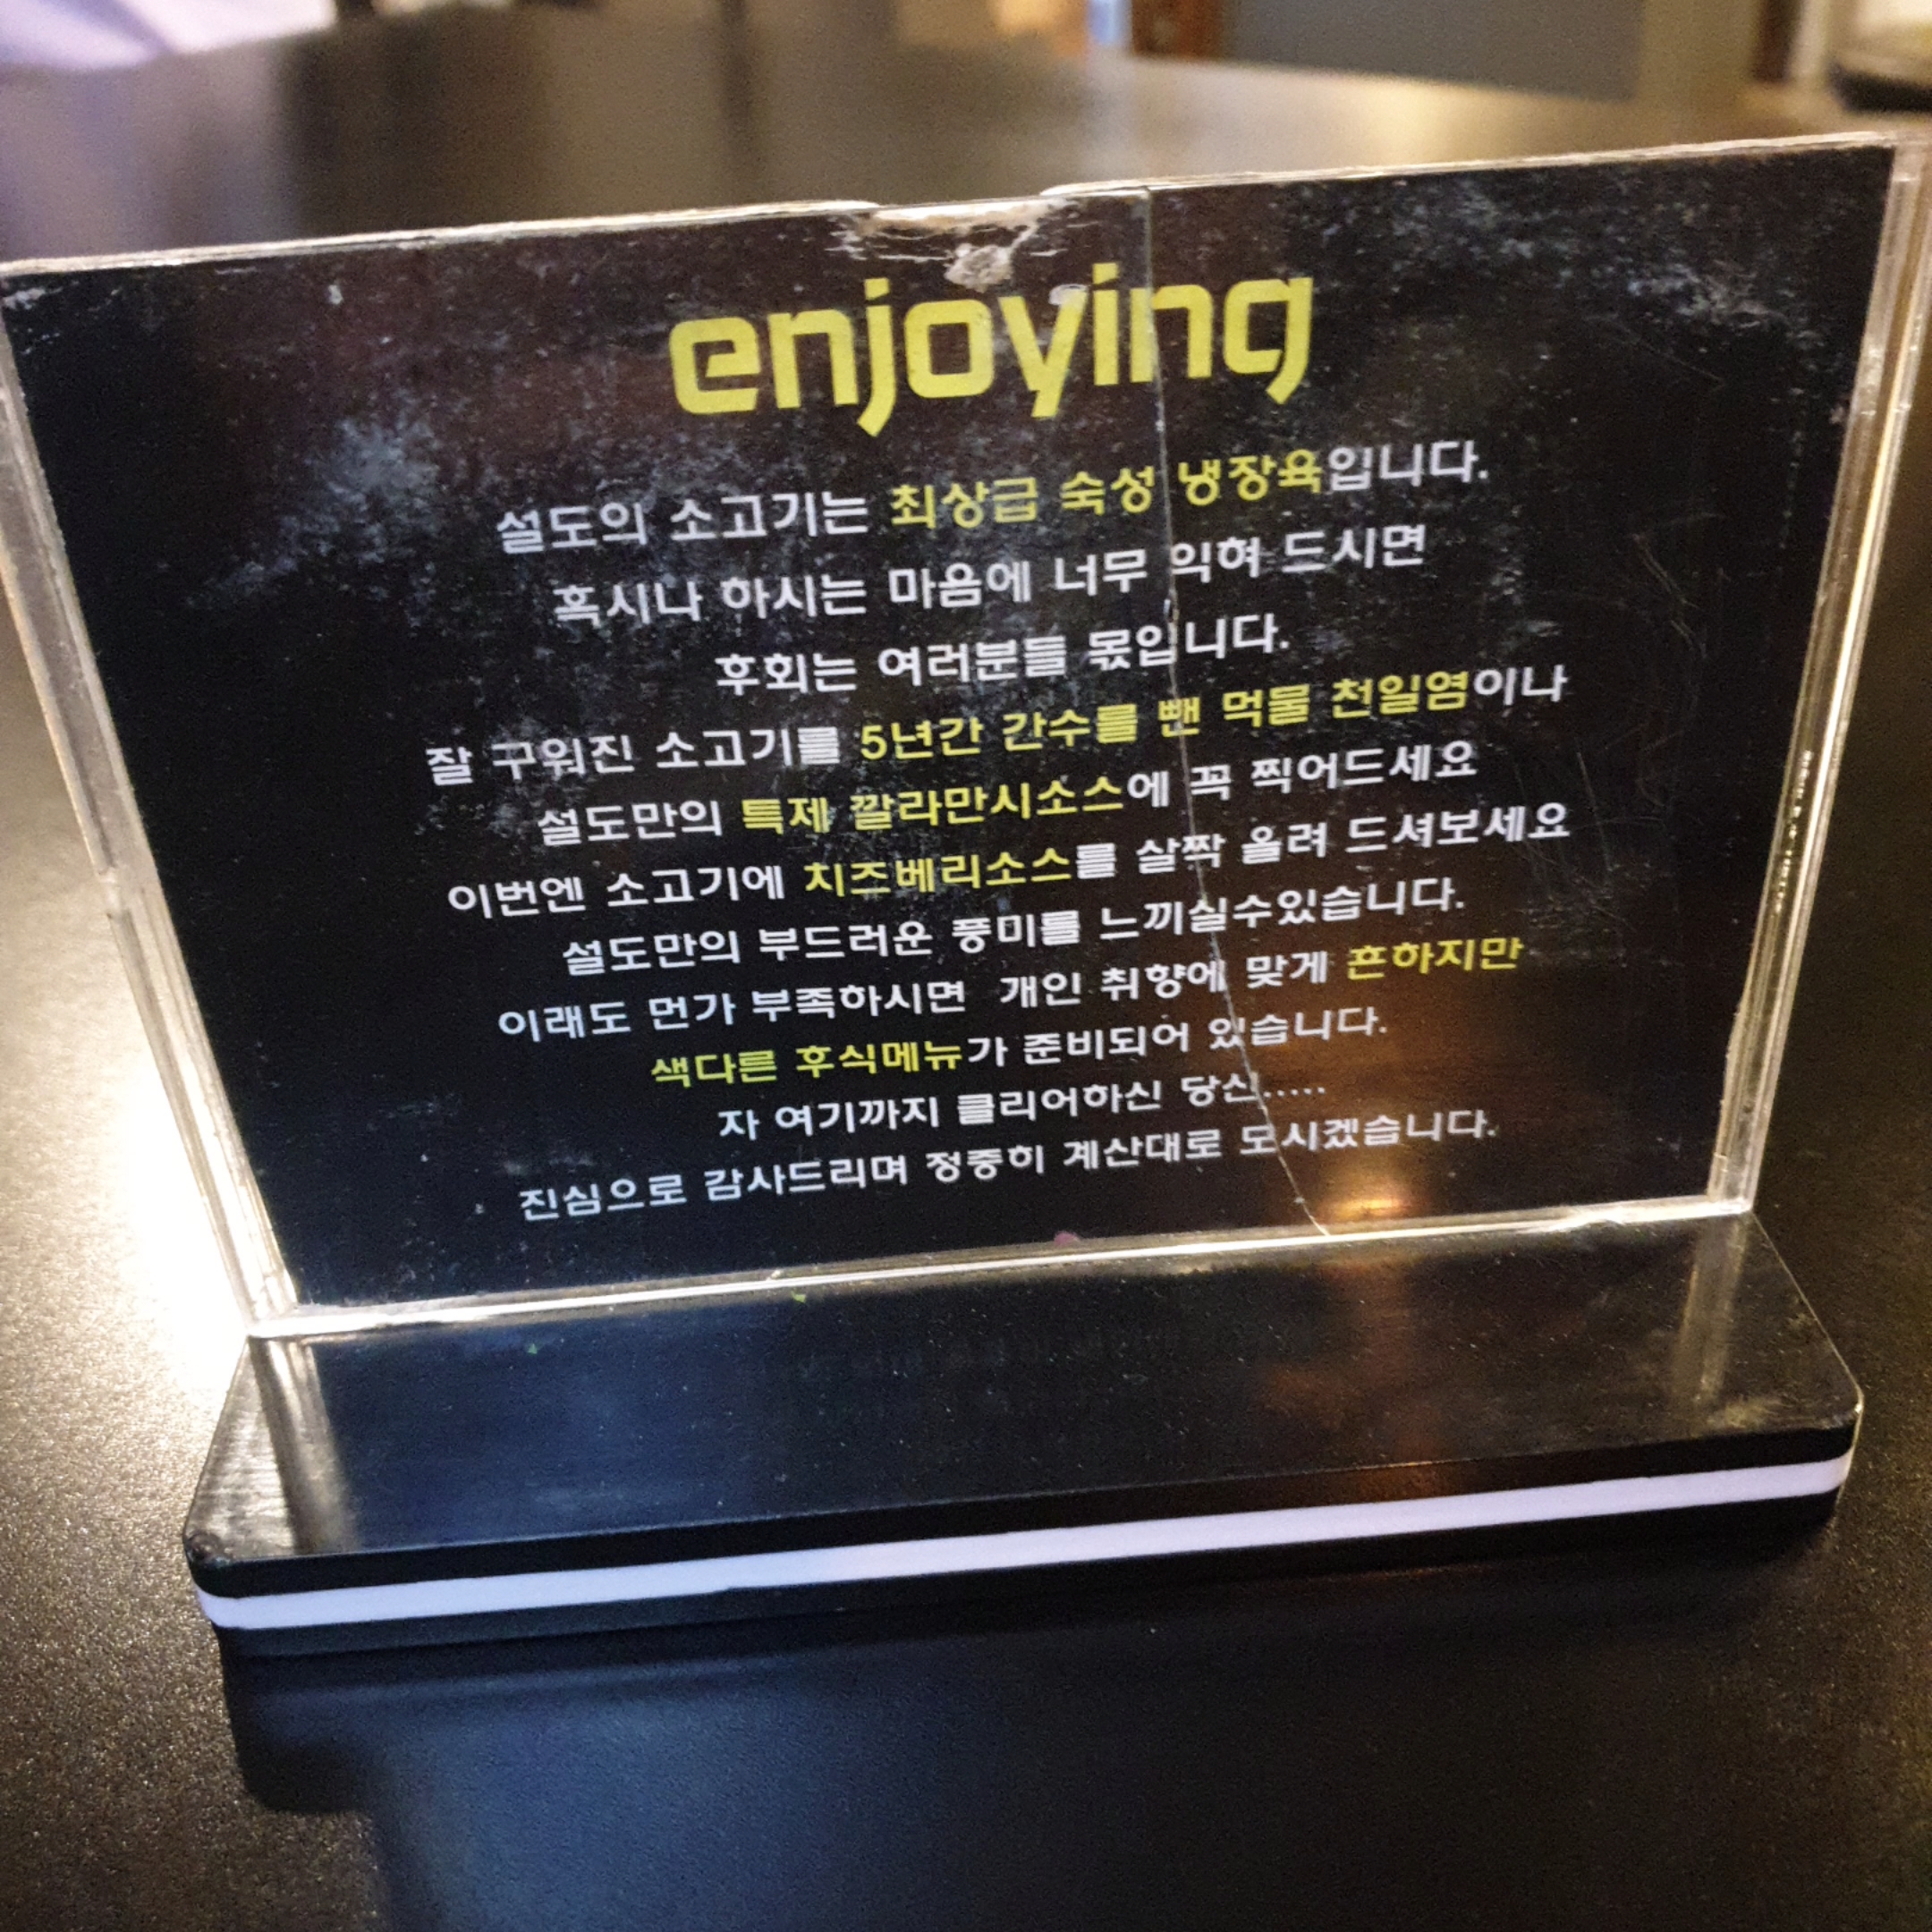 enjoying
설도의 소고기는 최상급 숙성 냉장육입니다.
혹시나 하시는 마음에 너무 익혀 드시면
후회는 여러분들 몫입니다.
잘 구워진 소고기를 5년간 간수를 뺀 먹물 천일염이나
설도만의 특제 깔라만시소스에 꼭 찍어드세요
이번엔 소고기에 치즈베리소스를 살짝 올려 드셔보세요
설도만의 부드러운 풍미를 느끼실수있습니다.
이래도 먼가 부족하시면 개인 취향에 맞게 흔하지만
색다른 후식메뉴가 준비되어 있습니다.
자 여기까지 클리어하신 당신.....
진심으로 감사드리며 정중히 계산대로 모시겠습니다.